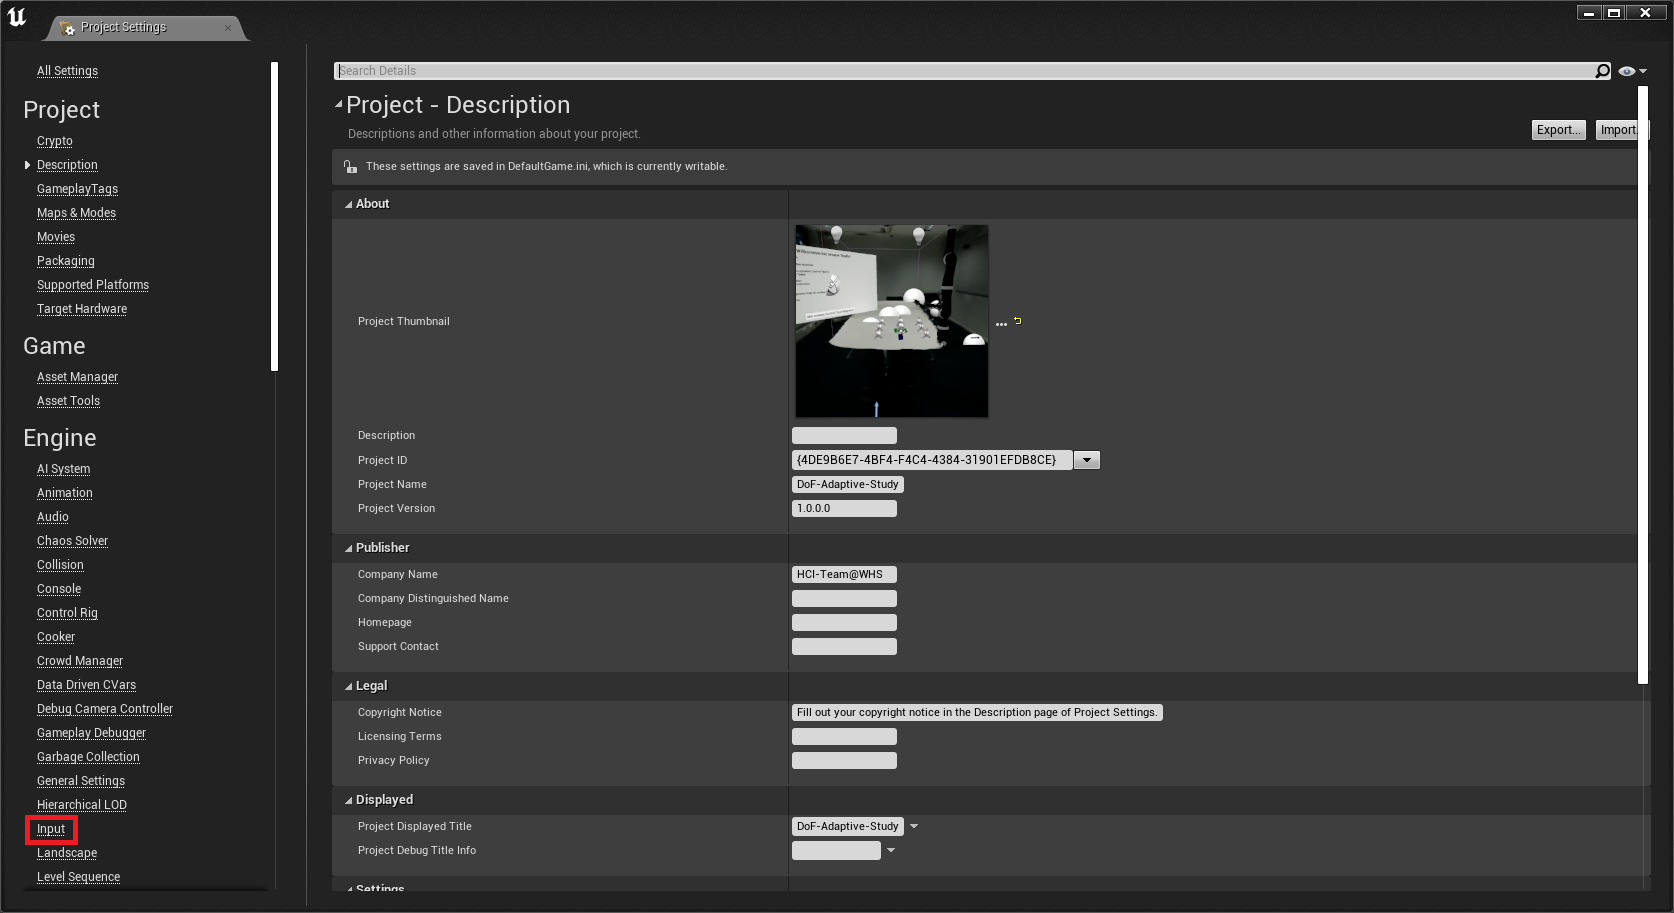 Project Settings
All Settings
Project
Crypto
Description
GameplayTags
Maps & Modes
Movies
Packaging
Supported Platforms
Target Hardware
Game
Asset Manager
Asset Tools
Engine
AI System
Animation
Audio
Chaos Solver
Collision
Console
Control Rig
Cooker
Crowd Manager
Data Driven CVars
Debug Camera Controller
Gameplay Debugger
Garbage Collection
General Settings
Hierarchical LOD
Input
Landscape
Level Sequence
Search Details
Project - Description
Descriptions and other information about your project.
Export...
Import
These settings are saved in DefaultGame.ini, which is currently writable.
About
Project Thumbnail
Description
Project ID {4DE9B6E7-4BF4-F4C4-4384-31901EFDB8CE}
Project Name DoF-Adaptive-Study
Project Version 1.0.0.0
Publisher
Company Name HCI-Team@WHS
Company Distinguished Name
Homepage
Support Contact
Legal
Copyright Notice Fill out your copyright notice in the Description page of Project Settings.
Licensing Terms
Privacy Policy
Displayed
Project Displayed Title DoF-Adaptive-Study
Project Debug Title Info
Settings